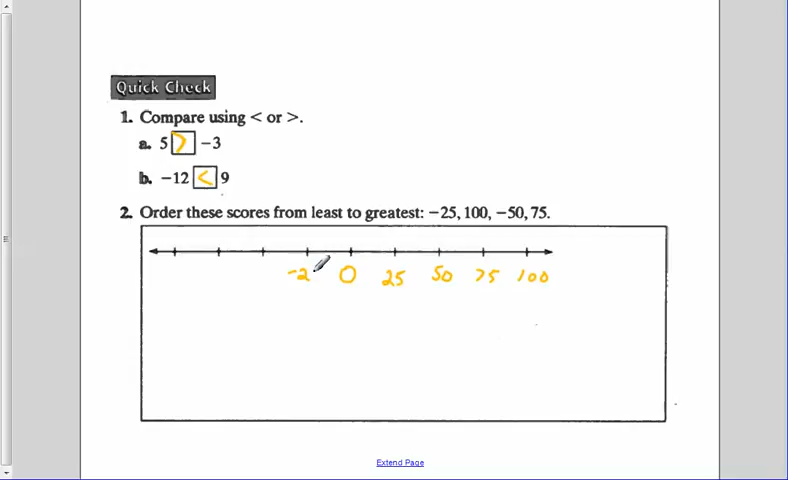 Quick Check
1. Compare using < or >.
a. 5 > −3
b. −12 < 9
2. Order these scores from least to greatest: −25, 100, −50, 75.
-2 0 25 50 75 100
Extend Page